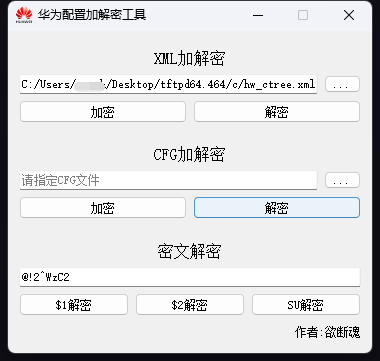 华为配置加解密工具
XML加解密
C:/Users/ /Desktop/tftpd64.464/c/hw_ctree.xml ...
加密 解密
CFG加解密
请指定CFG文件 ...
加密 解密
密文解密
@!2^WzC2
$1解密 $2解密 SU解密
作者:欲断魂